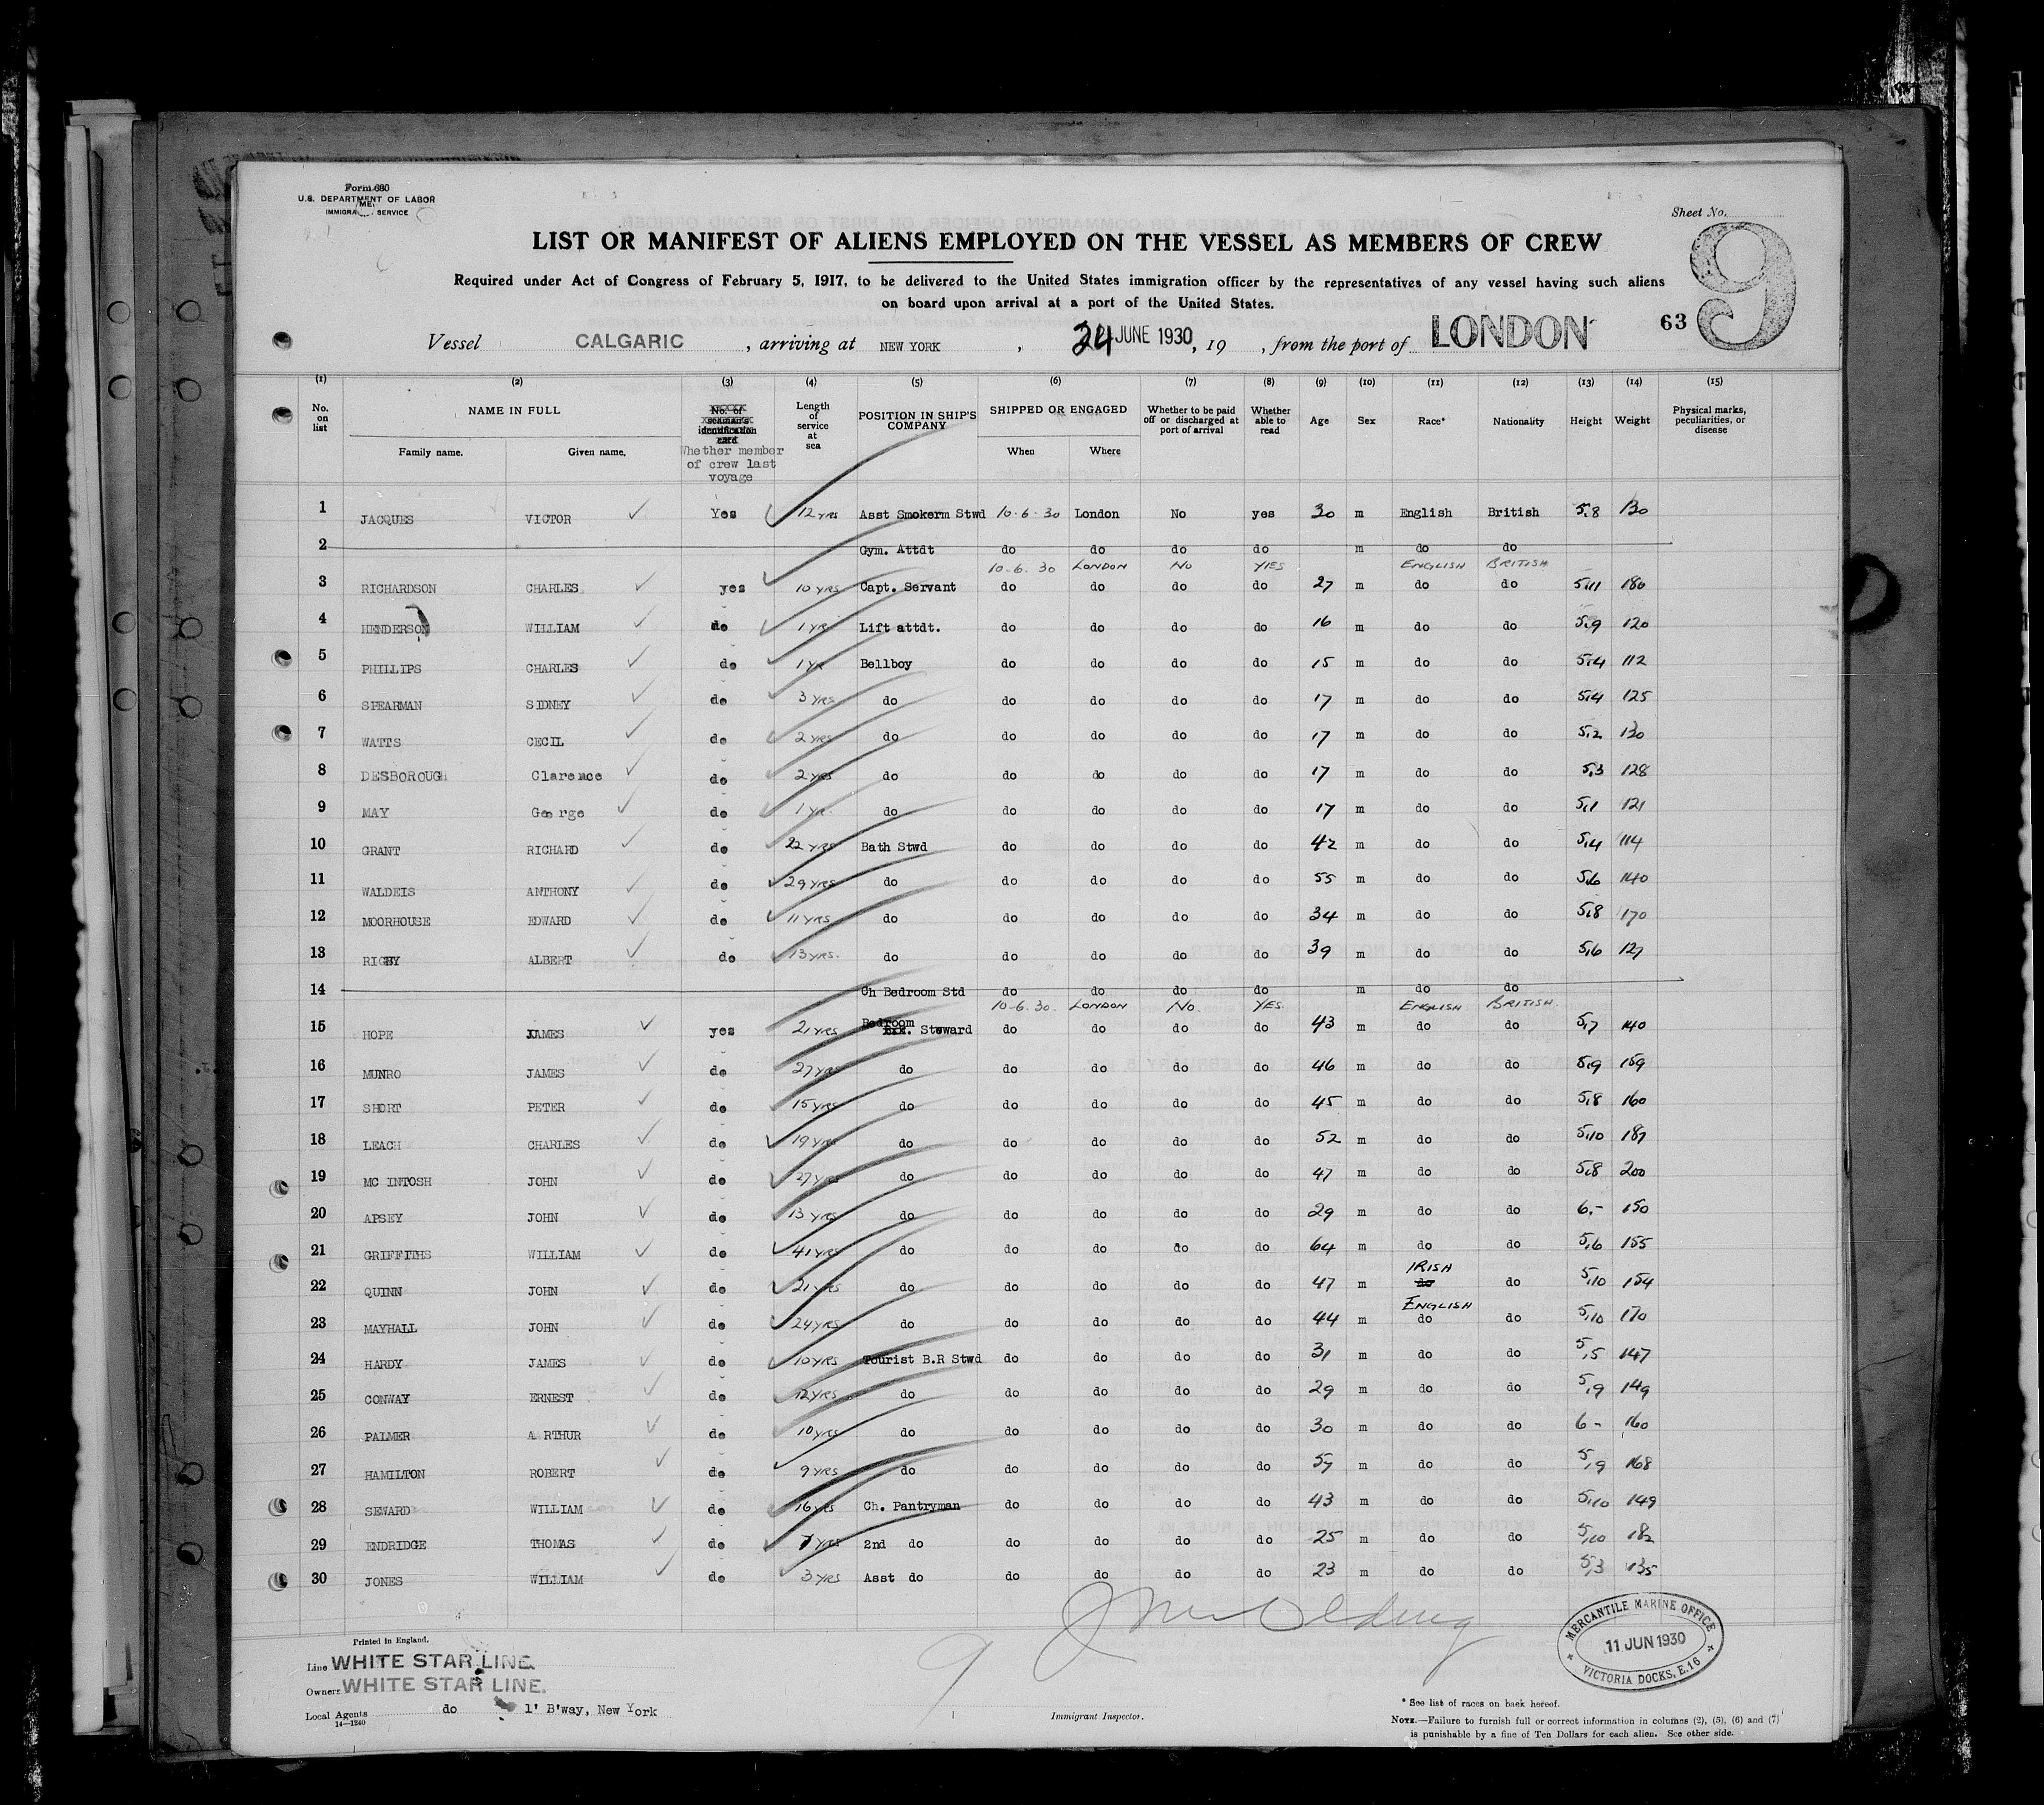 Form 680
U.S. DEPARTMENT OF LABOR
IMMIGRA SERVICE
Sheet No. 9
LIST OR MANIFEST OF ALIENS EMPLOYED ON THE VESSEL AS MEMBERS OF CREW
Required under Act of Congress of February 5, 1917, to be delivered to the United States immigration officer by the representatives of any vessel having such aliens
on board upon arrival at a port of the United States.
Vessel CALGARIC, arriving at NEW YORK, 24 JUNE 1930, 19 , from the port of LONDON 63
(1) (2) (3) (4) (5) (6) (7) (8) (9) (10) (11) (12) (13) (14) (15)
No. on list NAME IN FULL Family name. Given name. No. of seaman's identification card Whether member of crew last voyage Length of service at sea POSITION IN SHIP'S COMPANY SHIPPED OR ENGAGED When Where Whether to be paid off or discharged at port of arrival Whether able to read Age Sex Race* Nationality Height Weight Physical marks, peculiarities, or disease
1 JACQUES VICTOR Yes 12 yrs Asst Smokerm Stwd 10-6-30 London No yes 30 m English British 5.8 130
2 Gym. Attdt do do do do m do do
10-6-30 LONDON No YES ENGLISH BRITISH
3 RICHARDSON CHARLES yes 10 YRS Capt. Servant do do do do 27 m do do 5.11 180
4 HENDERSON WILLIAM do 1 YR Lift attdt. do do do do 16 m do do 5.9 120
5 PHILLIPS CHARLES do 1 YR Bellboy do do do do 15 m do do 5.4 112
6 SPEARMAN SIDNEY do 3 YRS do do do do do 17 m do do 5.4 125
7 WATTS CECIL do 2 YRS do do do do do 17 m do do 5.2 130
8 DESBOROUGH Clarence do 2 YRS do do do do do 17 m do do 5.3 128
9 MAY George do 1 YR. do do do do do 17 m do do 5.1 121
10 GRANT RICHARD do 22 YRS Bath Stwd do do do do 42 m do do 5.4 114
11 WALDEIS ANTHONY do 29 YRS do do do do do 55 m do do 5.6 140
12 MOORHOUSE EDWARD do 11 YRS do do do do do 34 m do do 5.8 170
13 RIGBY ALBERT do 13 YRS. do do do do do 39 m do do 5.6 127
14 Ch Bedroom Std do do do do m do do
10-6-30. LONDON No. YES. ENGLISH BRITISH.
15 HOPE JAMES yes 21 YRS Bedroom Steward do do do do 43 m do do 5.7 140
16 MUNRO JAMES do 27 YRS do do do do do 46 m do do 5.9 159
17 SHORT PETER do 15 YRS do do do do do 45 m do do 5.8 160
18 LEACH CHARLES do 19 YRS do do do do do 52 m do do 5.10 187
19 MC INTOSH JOHN do 27 YRS do do do do do 47 m do do 5.8 200
20 APSEY JOHN do 13 YRS do do do do do 29 m do do 6.- 150
21 GRIFFITHS WILLIAM do 41 YRS do do do do do 64 m do do 5.6 155
22 QUINN JOHN do 21 YRS do do do do do 47 m IRISH do do 5.10 154
23 MAYHALL JOHN do 24 YRS do do do do do 44 m ENGLISH do do 5.10 170
24 HARDY JAMES do 10 YRS Tourist B.R Stwd do do do do 31 m do do 5.5 147
25 CONWAY ERNEST do 12 YRS do do do do do 29 m do do 5.9 149
26 PALMER A RTHUR do 10 YRS do do do do do 30 m do do 6 - 160
27 HAMILTON ROBERT do 9 YRS do do do do do 37 m do do 5.9 168
28 SEWARD WILLIAM do 16 YRS Ch. Pantryman do do do do 43 m do do 5.10 149
29 ENDRIDGE THOMAS do 7 YRS 2nd do do do do do 25 m do do 5.10 182
30 JONES WILLIAM do 3 YRS Asst do do do do do 23 m do do 5.3 135
9
MERCANTILE MARINE OFFICE
11 JUN 1930
VICTORIA DOCKS, E.16
Printed in England.
Line WHITE STAR LINE.
Owners WHITE STAR LINE.
Local Agents do 1' B'way, New York
14—1240
Immigrant Inspector.
* See list of races on back hereof.
NOTE.—Failure to furnish full or correct information in columns (2), (5), (6) and (7)
is punishable by a fine of Ten Dollars for each alien. See other side.